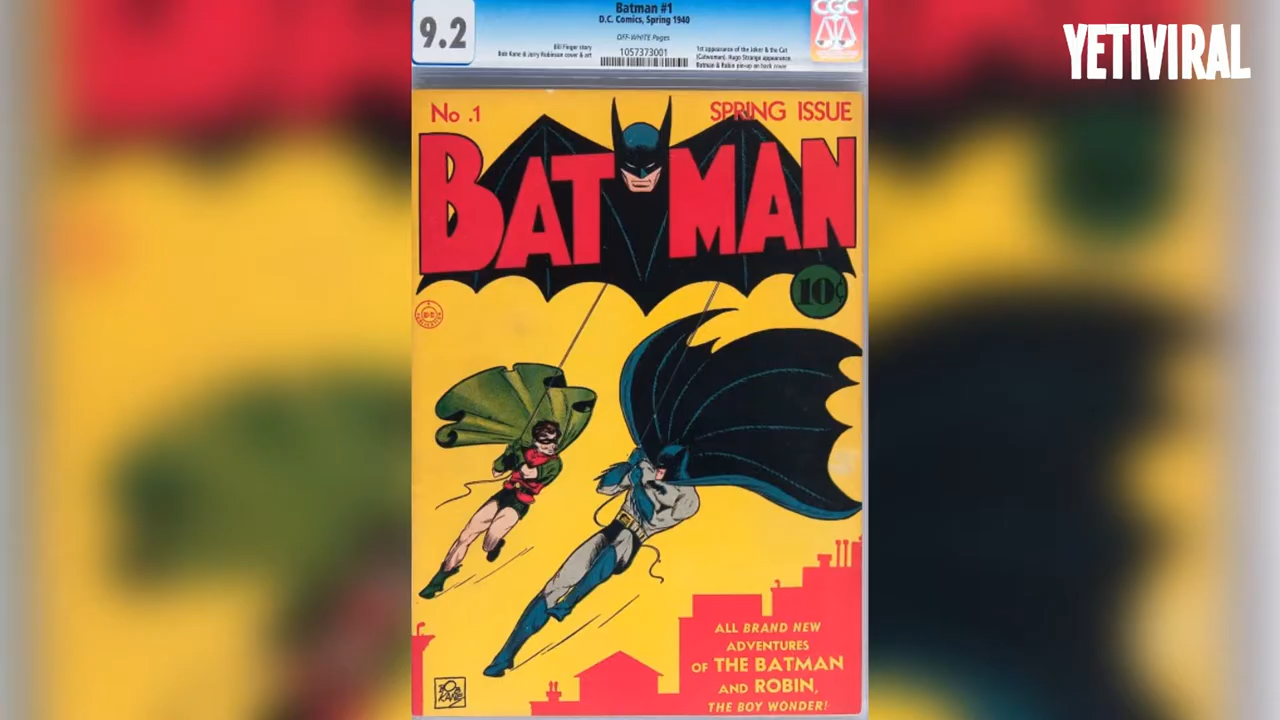 9.2
Batman #1
D.C. Comics, Spring 1940
OFF-WHITE Pages
Bill Finger story
Bob Kane & Jerry Robinson cover & art
1057373001
1st appearance of the Joker & the Cat
(Catwoman). Hugo Strange appearance.
Batman & Robin pin-up on back cover.
CGC
YETIVIRAL
No .1
SPRING ISSUE
BATMAN
10¢
ALL BRAND NEW
ADVENTURES
OF THE BATMAN
AND ROBIN,
THE BOY WONDER!
BOB
KANE